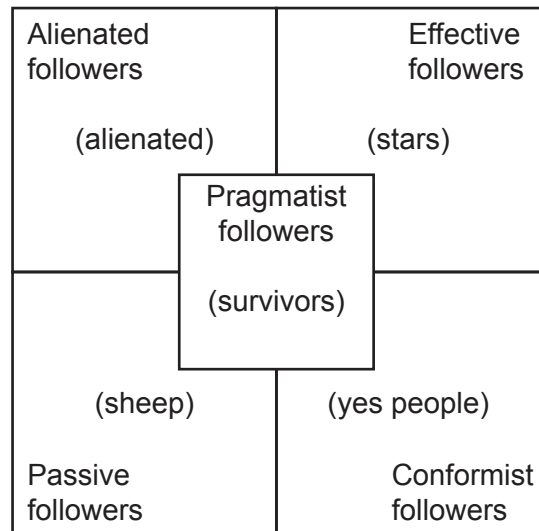 Alienated
followers
(alienated)
Effective
followers
(stars)
Pragmatist
followers
(survivors)
(sheep)
Passive
followers
(yes people)
Conformist
followers